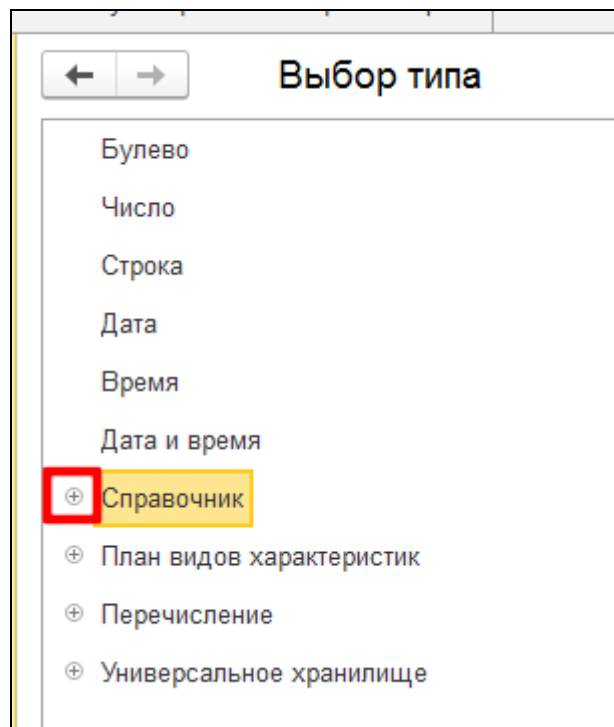 Выбор типа
Булево
Число
Строка
Дата
Время
Дата и время
Справочник
План видов характеристик
Перечисление
Универсальное хранилище